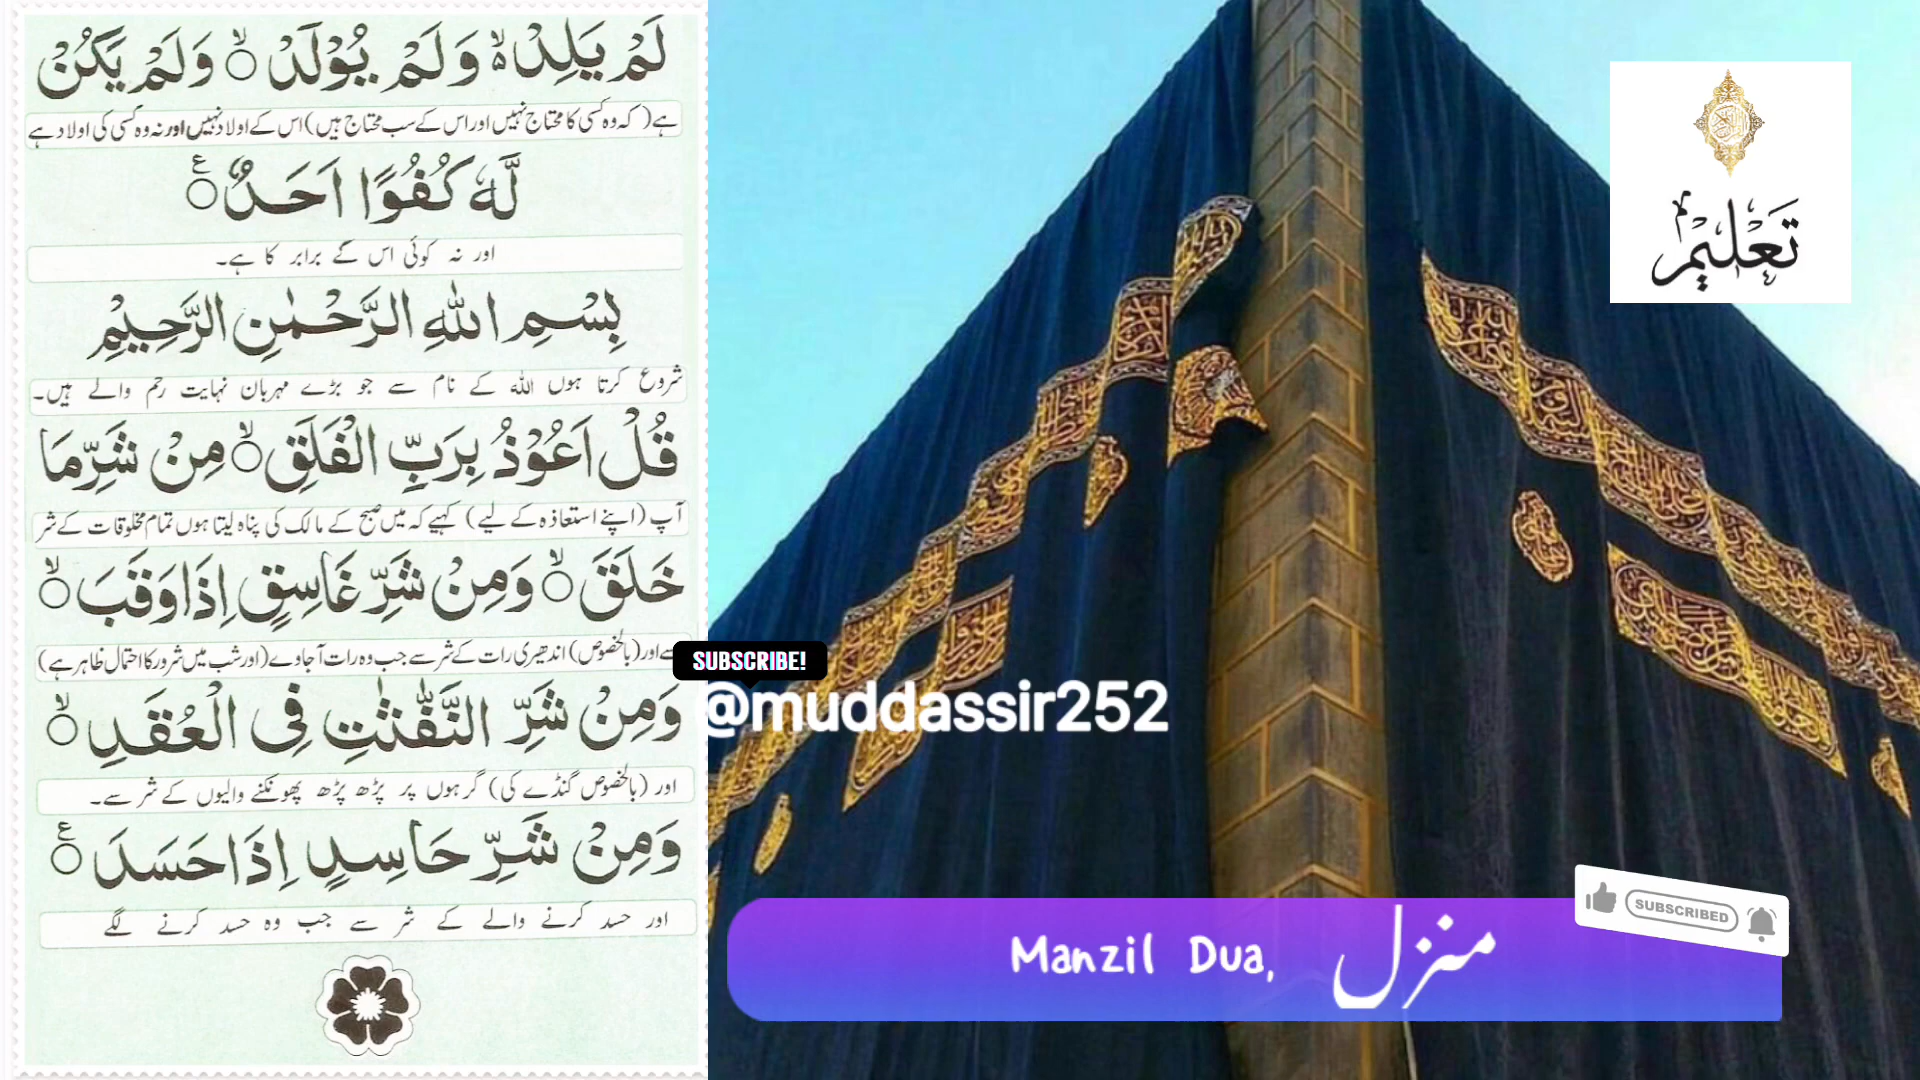 لَمْ يَلِدْ ۙ وَلَمْ يُوْلَدْ ۙ وَلَمْ يَكُنْ
ہے( کہ وہ کسی کا محتاج نہیں اور اس کے سب محتاج ہیں) اس کے اولاد نہیں اور نہ وہ کسی کی اولاد ہے
لَّهٗ كُفُوًا اَحَدٌ ع
اور نہ کوئی اس کے برابر کا ہے۔
بِسْمِ اللّٰهِ الرَّحْمٰنِ الرَّحِيْمِ
شروع کرتا ہوں اللہ کے نام سے جو بڑے مہربان نہایت رحم والے ہیں۔
قُلْ اَعُوْذُ بِرَبِّ الْفَلَقِ ۙ مِنْ شَرِّ مَا
آپ (اپنے استعاذہ کے لیے) کہیے کہ میں صبح کے مالک کی پناہ لیتا ہوں تمام مخلوقات کے شر
خَلَقَ ۙ وَمِنْ شَرِّ غَاسِقٍ اِذَا وَقَبَ ۙ
سے اور (بالخصوص) اندھیری رات کے شر سے جب وہ رات آ جاوے (اور شب میں شرور کا احتمال ظاہر ہے)
وَمِنْ شَرِّ النَّفّٰثٰتِ فِى الْعُقَدِ ۙ
اور (بالخصوص گنڈے کی) گرہوں پر پڑھ پڑھ پھونکنے والیوں کے شر سے۔
وَمِنْ شَرِّ حَاسِدٍ اِذَا حَسَدَ ع
اور حسد کرنے والے کے شر سے جب وہ حسد کرنے لگے
تَعْلِيْم
SUBSCRIBE!
@muddassir252
Manzil Dua, منزل
SUBSCRIBED